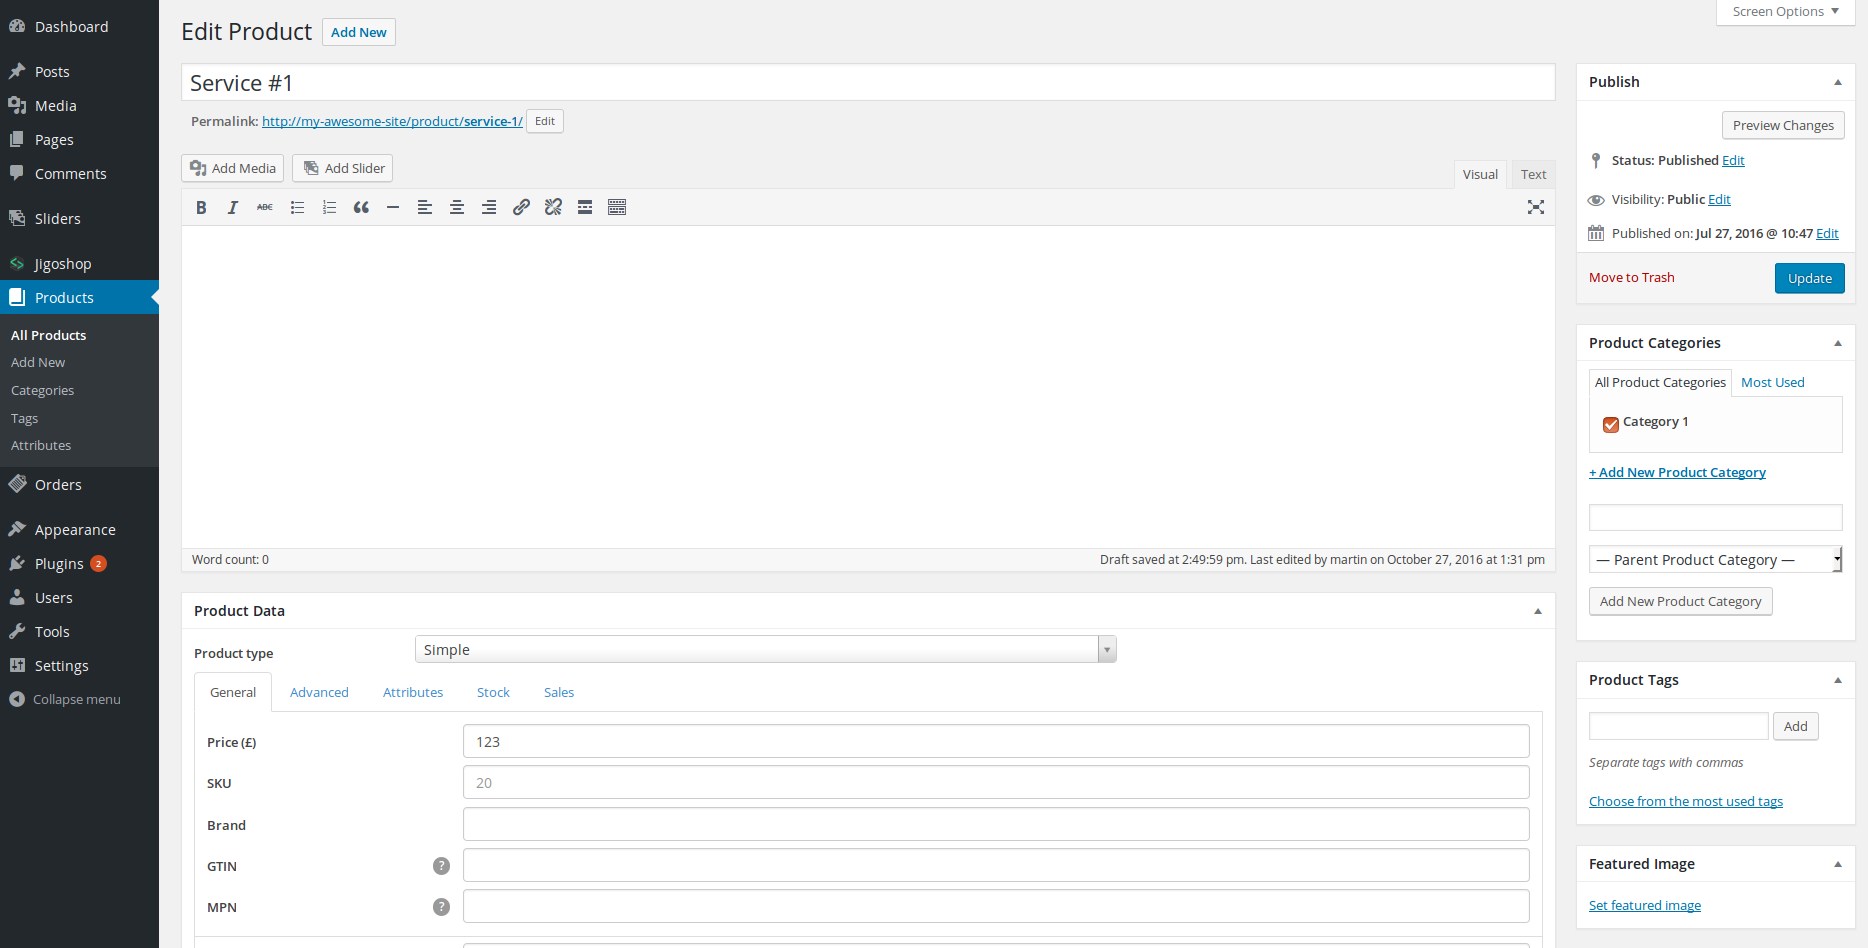 Dashboard
Posts
Media
Pages
Comments
Sliders
Jigoshop
Products
All Products
Add New
Categories
Tags
Attributes
Orders
Appearance
Plugins 2
Users
Tools
Settings
Collapse menu
Screen Options
Edit Product Add New
Service #1
Permalink: http://my-awesome-site/product/service-1/ Edit
Add Media Add Slider
Visual Text
B I ABC
Word count: 0 Draft saved at 2:49:59 pm. Last edited by martin on October 27, 2016 at 1:31 pm
Product Data
Product type Simple
General Advanced Attributes Stock Sales
Price (£) 123
SKU 20
Brand
GTIN ?
MPN ?
Publish
Preview Changes
Status: Published Edit
Visibility: Public Edit
Published on: Jul 27, 2016 @ 10:47 Edit
Move to Trash Update
Product Categories
All Product Categories Most Used
Category 1
+ Add New Product Category
— Parent Product Category —
Add New Product Category
Product Tags
Add
Separate tags with commas
Choose from the most used tags
Featured Image
Set featured image